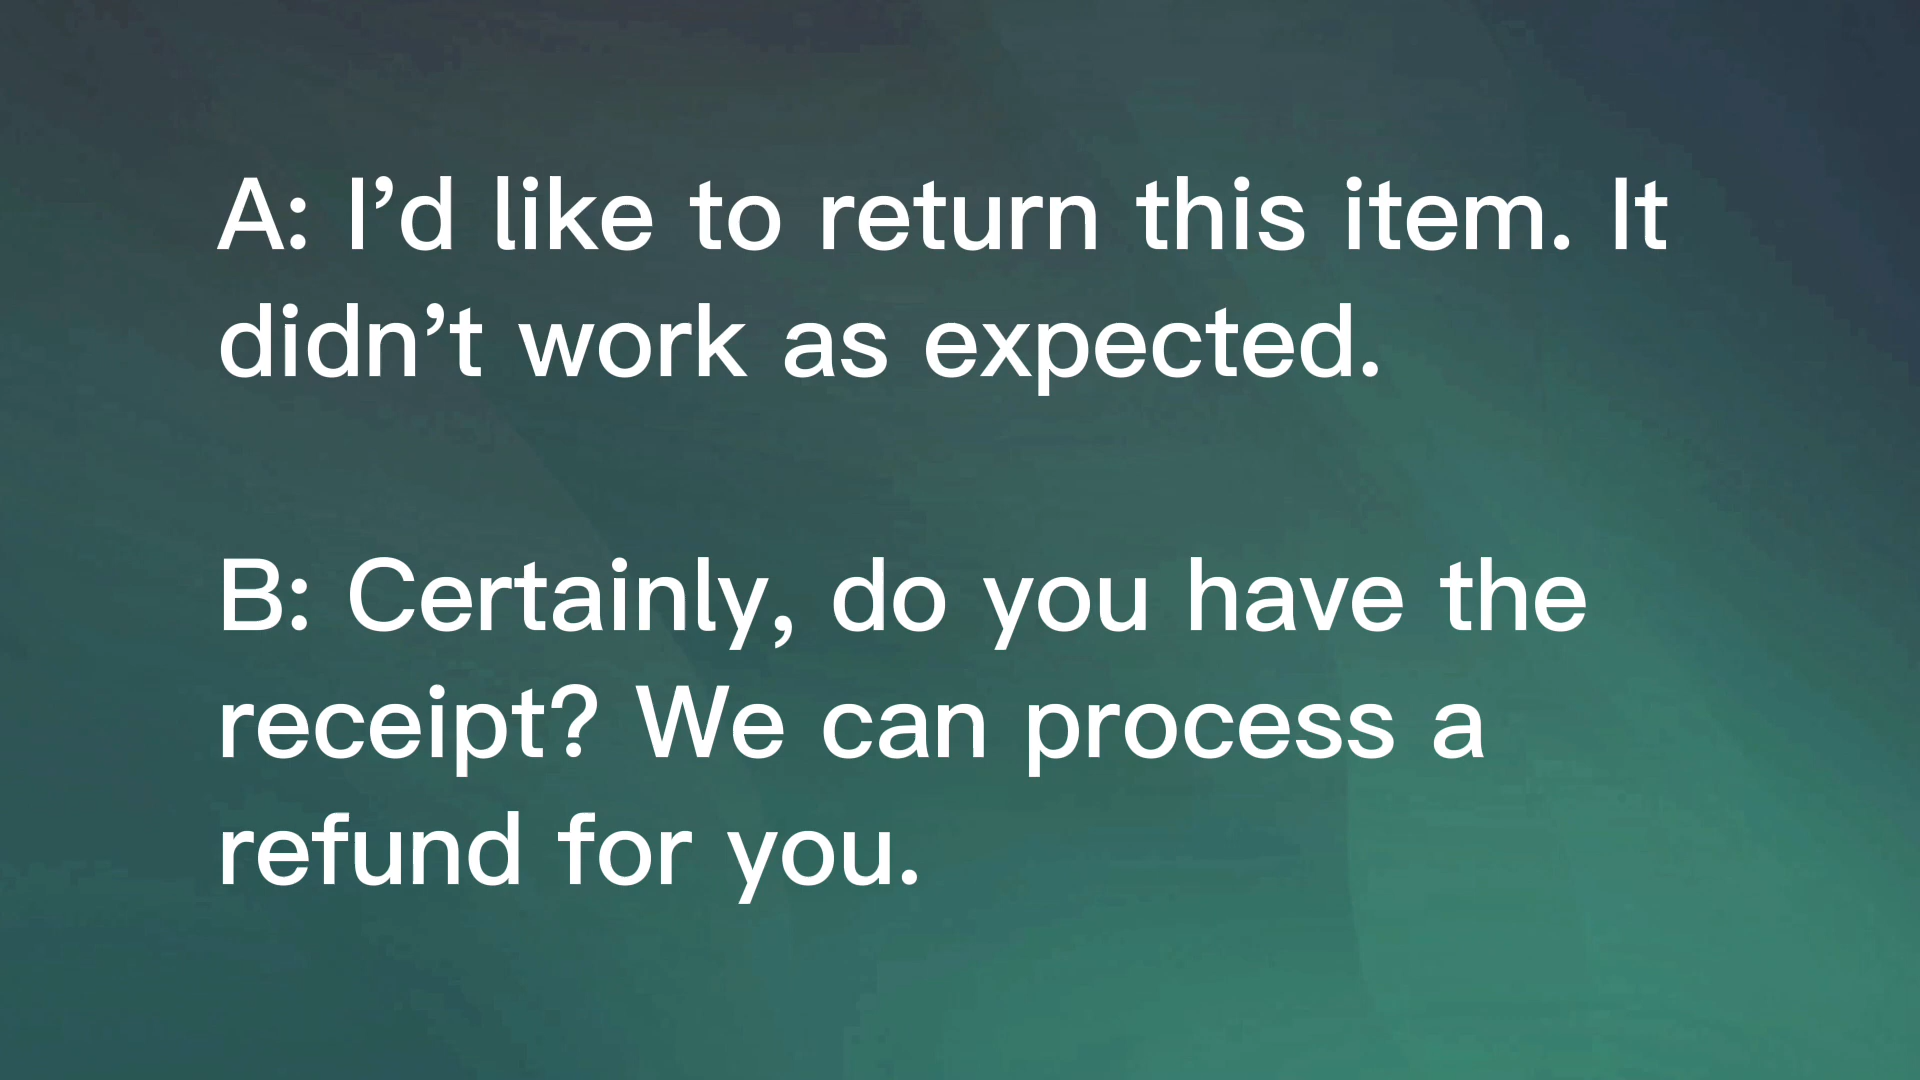 A: I’d like to return this item. It
didn’t work as expected.
B: Certainly, do you have the
receipt? We can process a
refund for you.